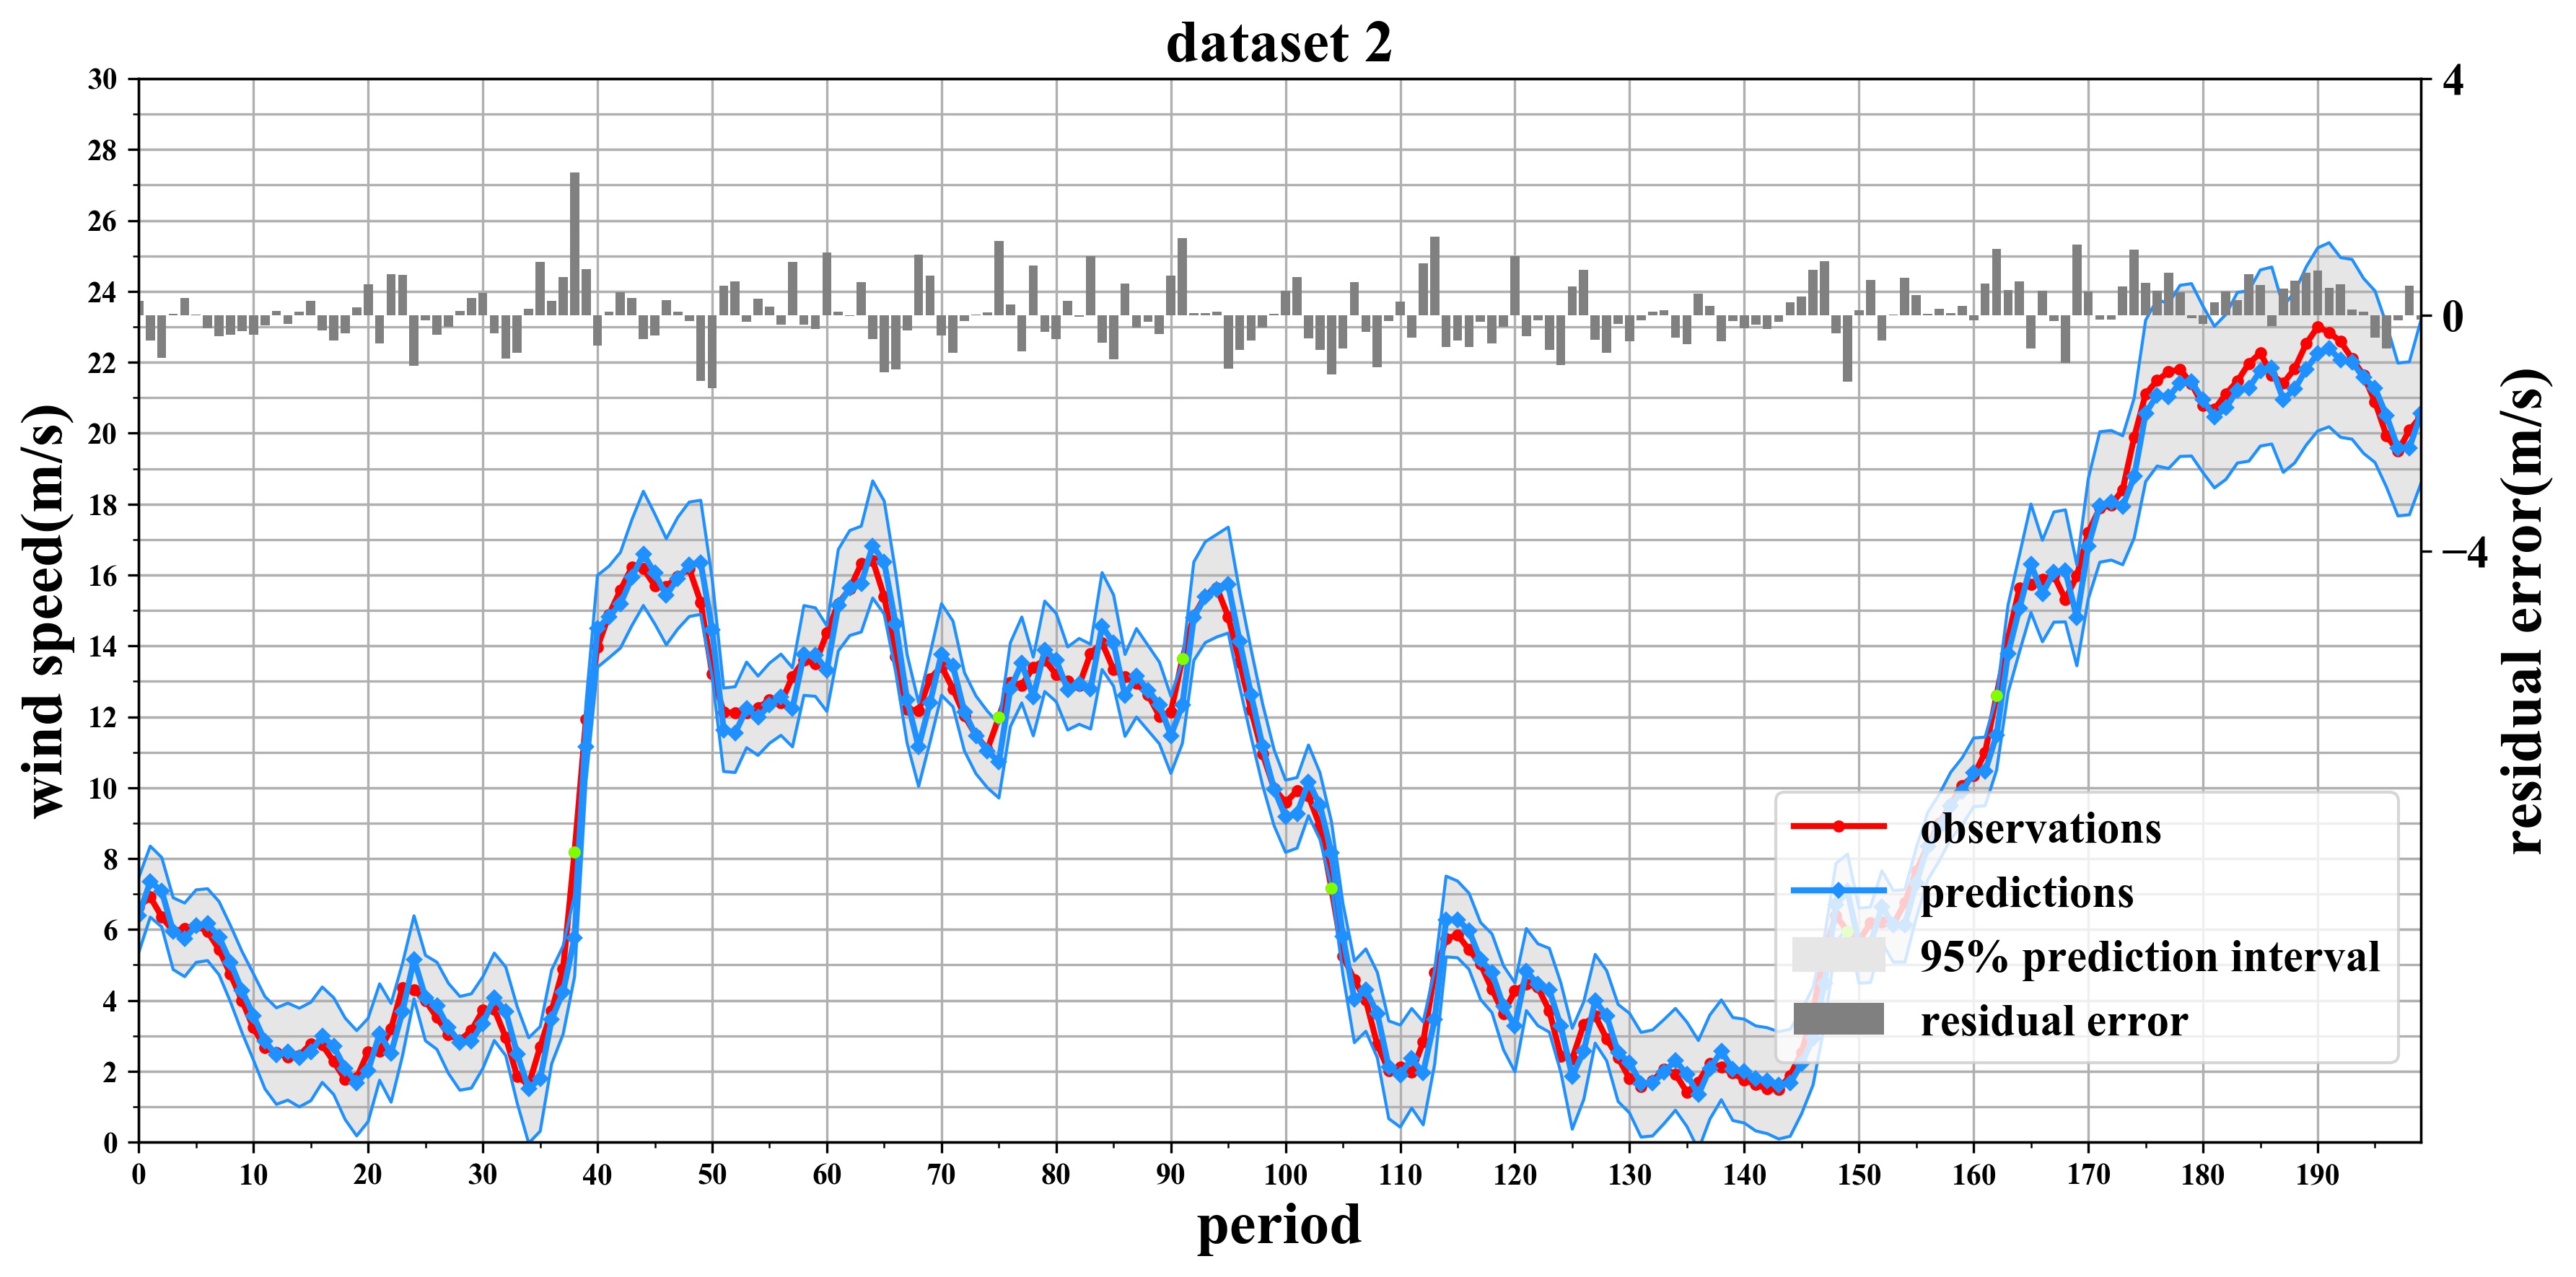 dataset 2
30
28
26
24
22
20
18
16
14
12
10
8
6
4
2
0
wind speed(m/s)
4
0
−4
residual error(m/s)
observations
predictions
95% prediction interval
residual error
0 10 20 30 40 50 60 70 80 90 100 110 120 130 140 150 160 170 180 190
period